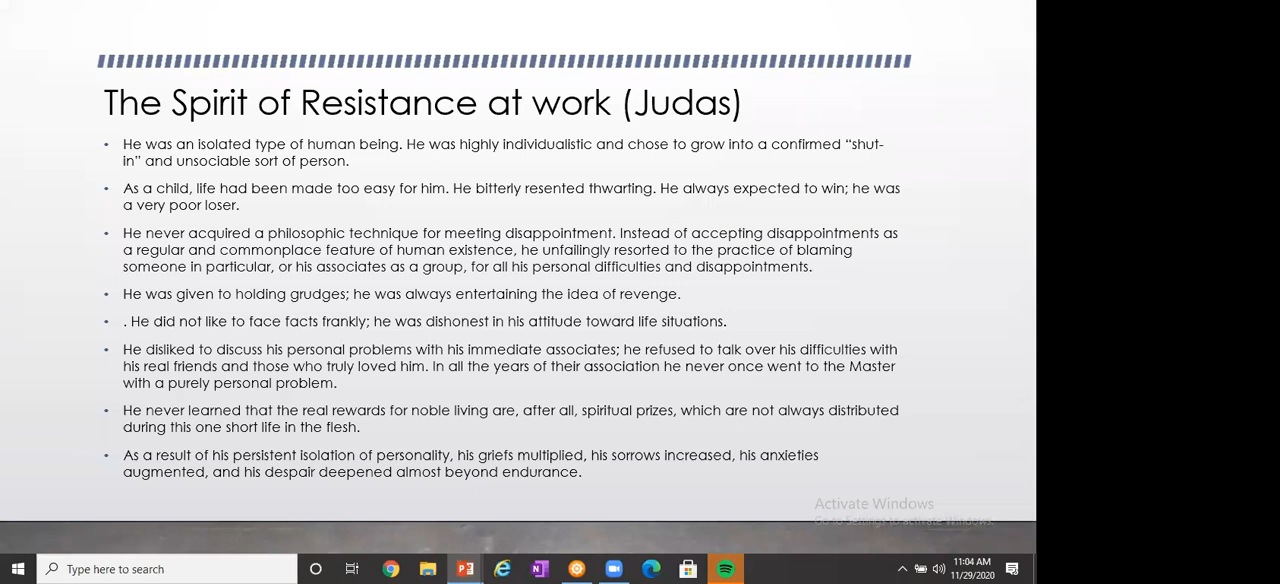 The Spirit of Resistance at work (Judas)
• He was an isolated type of human being. He was highly individualistic and chose to grow into a confirmed “shut-
in” and unsociable sort of person.
• As a child, life had been made too easy for him. He bitterly resented thwarting. He always expected to win; he was
a very poor loser.
• He never acquired a philosophic technique for meeting disappointment. Instead of accepting disappointments as
a regular and commonplace feature of human existence, he unfailingly resorted to the practice of blaming
someone in particular, or his associates as a group, for all his personal difficulties and disappointments.
• He was given to holding grudges; he was always entertaining the idea of revenge.
• . He did not like to face facts frankly; he was dishonest in his attitude toward life situations.
• He disliked to discuss his personal problems with his immediate associates; he refused to talk over his difficulties with
his real friends and those who truly loved him. In all the years of their association he never once went to the Master
with a purely personal problem.
• He never learned that the real rewards for noble living are, after all, spiritual prizes, which are not always distributed
during this one short life in the flesh.
• As a result of his persistent isolation of personality, his griefs multiplied, his sorrows increased, his anxieties
augmented, and his despair deepened almost beyond endurance.
Activate Windows
Go to Settings to activate Windows.
Type here to search
11:04 AM
11/29/2020